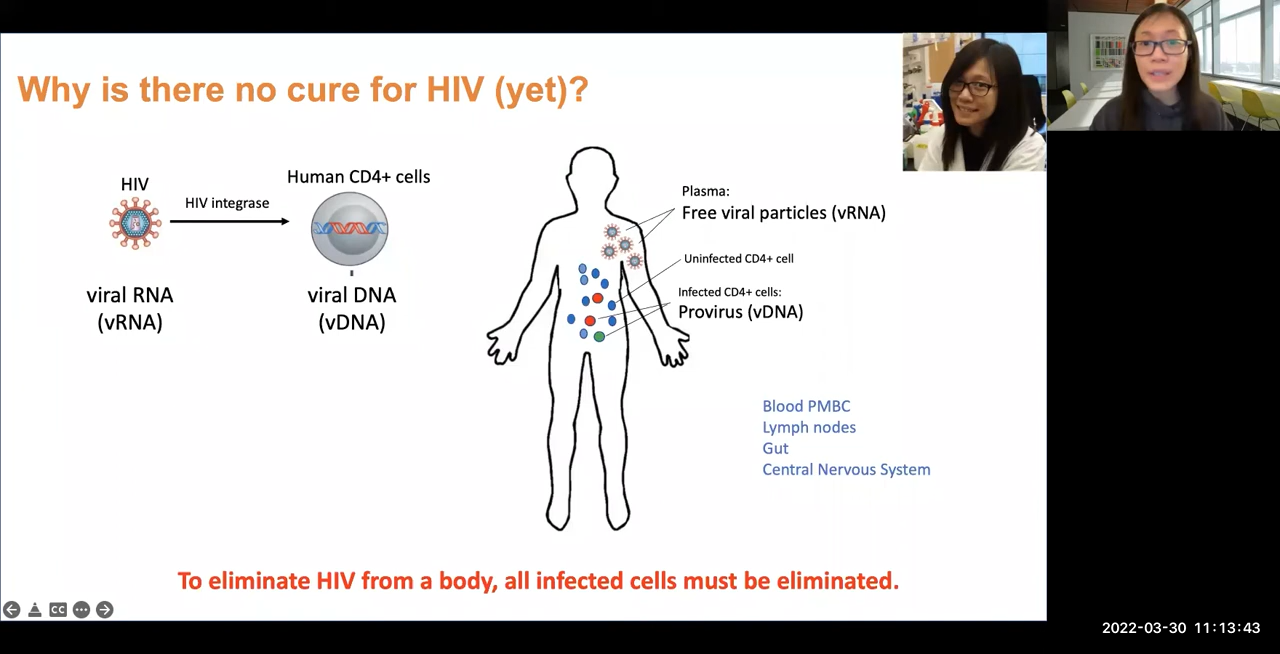 Why is there no cure for HIV (yet)?
HIV
HIV integrase
Human CD4+ cells
viral RNA
(vRNA)
viral DNA
(vDNA)
Plasma:
Free viral particles (vRNA)
Uninfected CD4+ cell
Infected CD4+ cells:
Provirus (vDNA)
Blood PMBC
Lymph nodes
Gut
Central Nervous System
To eliminate HIV from a body, all infected cells must be eliminated.
CC
2022-03-30 11:13:43